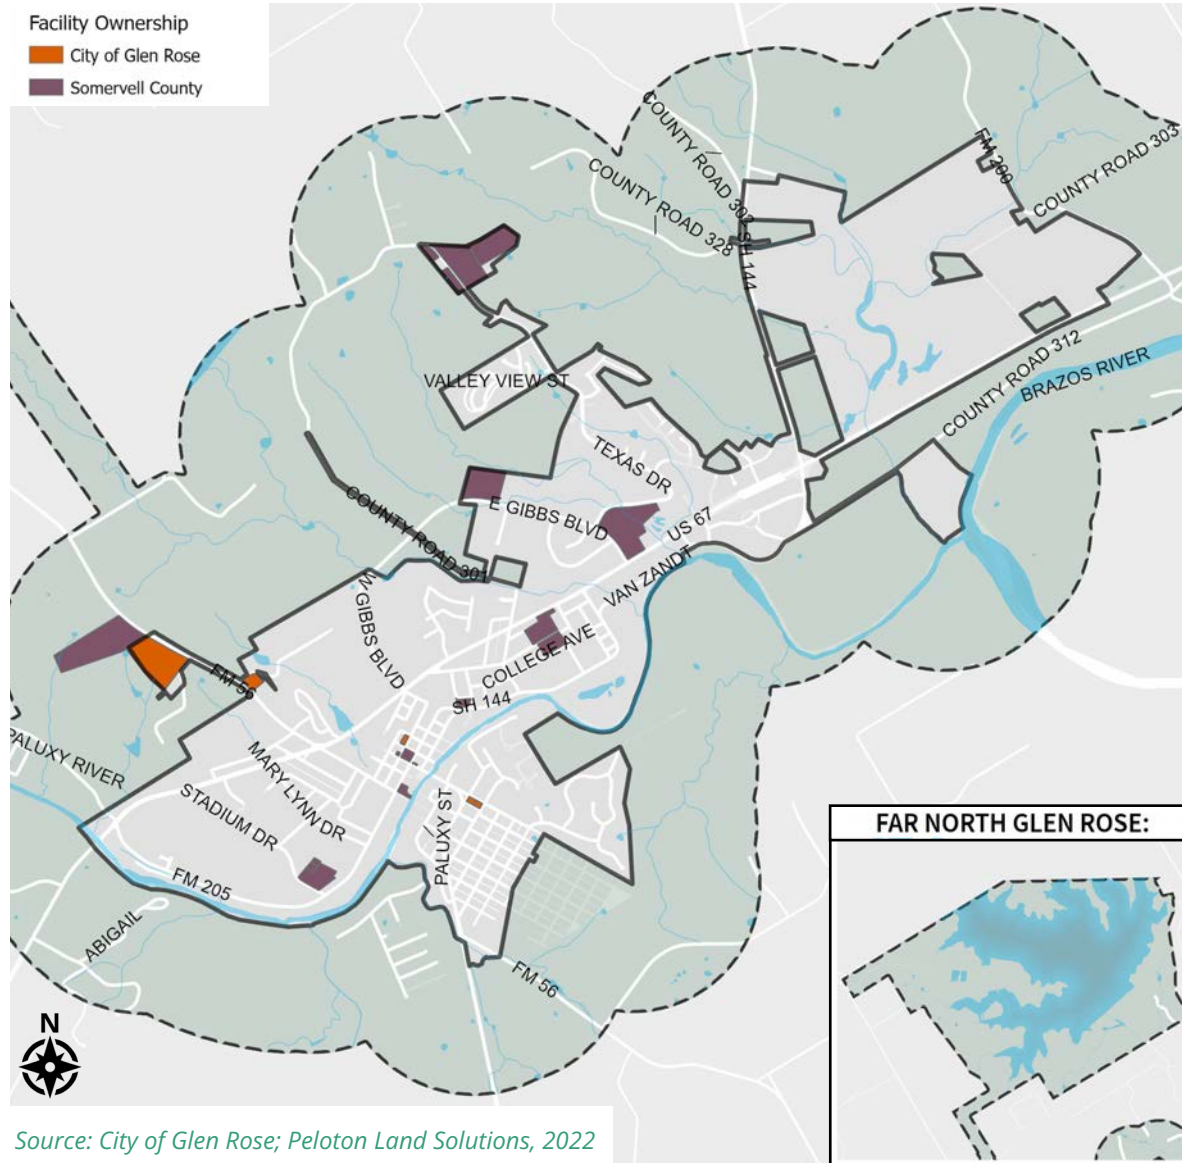 Facility Ownership
City of Glen Rose
Somervell County
COUNTY ROAD 302
FM 200
COUNTY ROAD 303
COUNTY ROAD 328
SH 144
COUNTY ROAD 312
BRAZOS RIVER
VALLEY VIEW ST
TEXAS DR
E GIBBS BLVD
US 67
COUNTY ROAD 301
VAN ZANDT
W. GIBBS BLVD
COLLEGE AVE
FM 56
SH 144
PALUXY RIVER
MARY LYNN DR
STADIUM DR
PALUXY ST
FM 205
ABIGAIL
FM 56
FAR NORTH GLEN ROSE:
N
Source: City of Glen Rose; Peloton Land Solutions, 2022